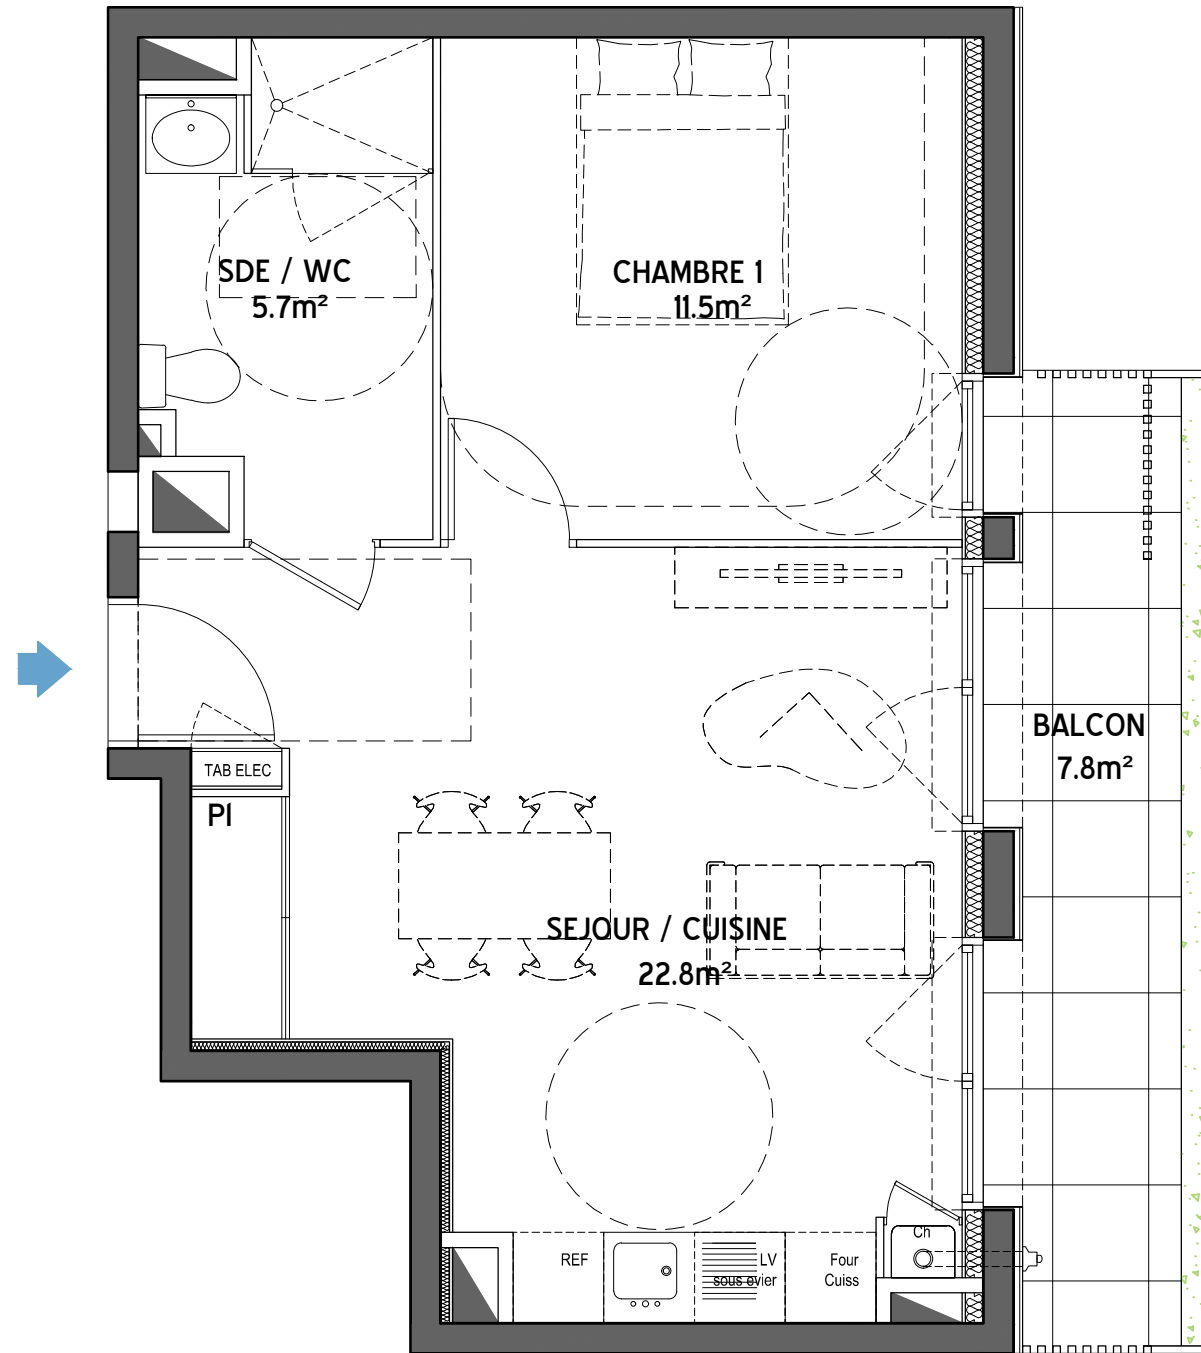 SDE / WC
5.7m²
CHAMBRE 1
11.5m²
BALCON
7.8m²
TAB ELEC
Pl
SEJOUR / CUISINE
22.8m²
Ch
REF
LV
sous evier
Four
Cuiss